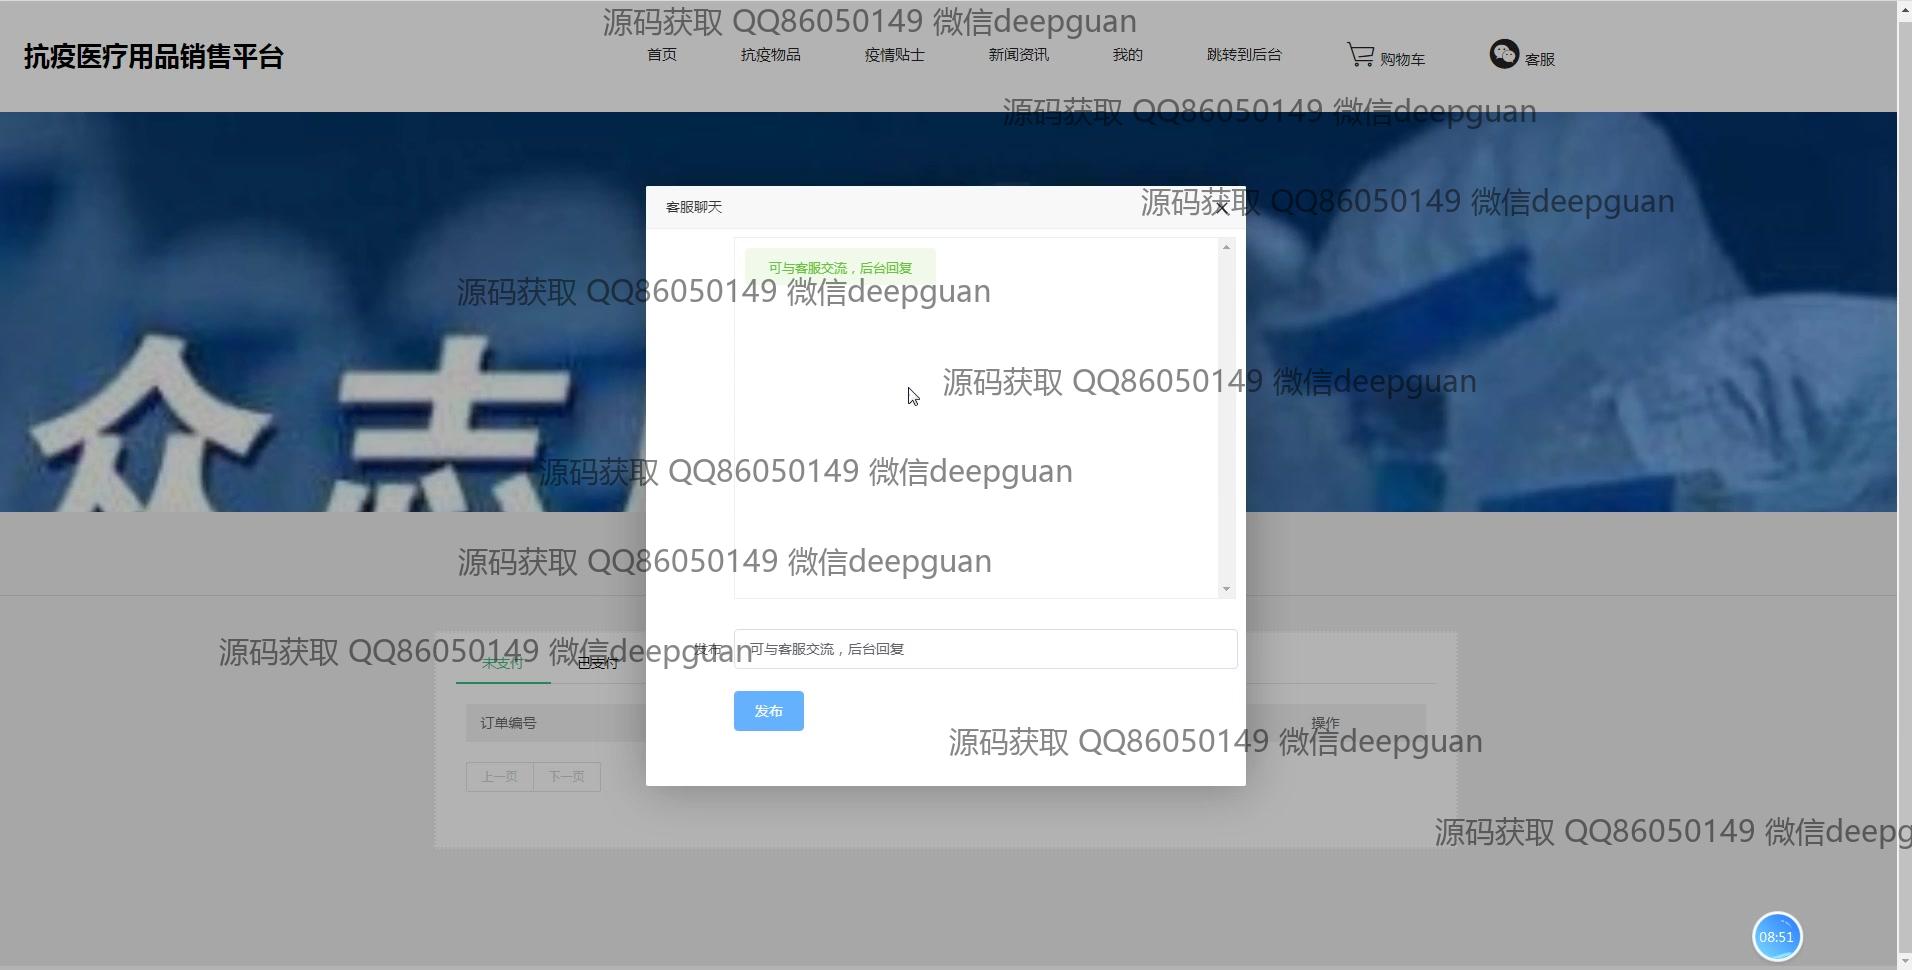 源码获取 QQ86050149 微信deepguan
抗疫医疗用品销售平台
首页 抗疫物品 疫情贴士 新闻资讯 我的 跳转到后台 购物车 客服
源码获取 QQ86050149 微信deepguan
源码获取 QQ86050149 微信deepguan
客服聊天
可与客服交流，后台回复
源码获取 QQ86050149 微信deepguan
众志
源码获取 QQ86050149 微信deepguan
源码获取 QQ86050149 微信deepguan
源码获取 QQ86050149 微信deepguan
源码获取 QQ86050149 微信deepguan
发布 可与客服交流，后台回复
未支付 已支付
发布
订单编号 操作
源码获取 QQ86050149 微信deepguan
上一页 下一页
源码获取 QQ86050149 微信deepg
08:51